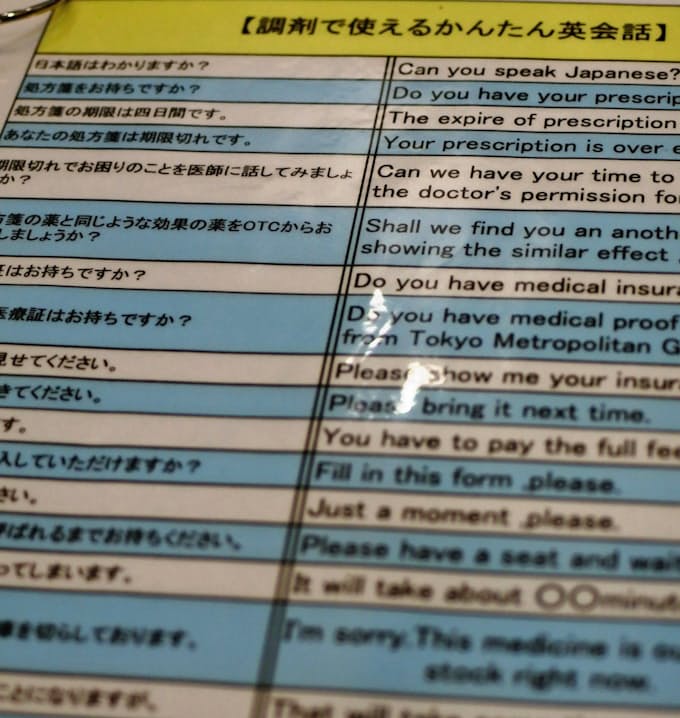 【調剤で使えるかんたん英会話】
日本語はわかりますか？
Can you speak Japanese?
処方箋をお持ちですか？
Do you have your
処方箋の期限は四日間です。
The expire of prescription
あなたの処方箋は期限切れです。
Your prescription is over
期限切れでお困りのことを医師に話してみましょ
か？
Can we have your time to
the doctor's permission
箋の薬と同じような効果の薬をOTCからお
しましょうか？
Shall we find you an
showing the similar effect
はお持ちですか？
Do you have medical
医療証はお持ちですか？
Do you have medical proof
from Tokyo Metropolitan
見せてください。
Please show me your
きてください。
Please bring it next time.
す。
You have to pay the full fee
入していただけますか？
Fill in this form ,please.
さい。
Just a moment ,please.
呼ばれるまでお待ちください。
Please have a seat and wait
ってしまいます。
It will take about 〇〇
を切らしております。
I'm sorry.This medicine is
stock right now.
ことになりますが、
That will